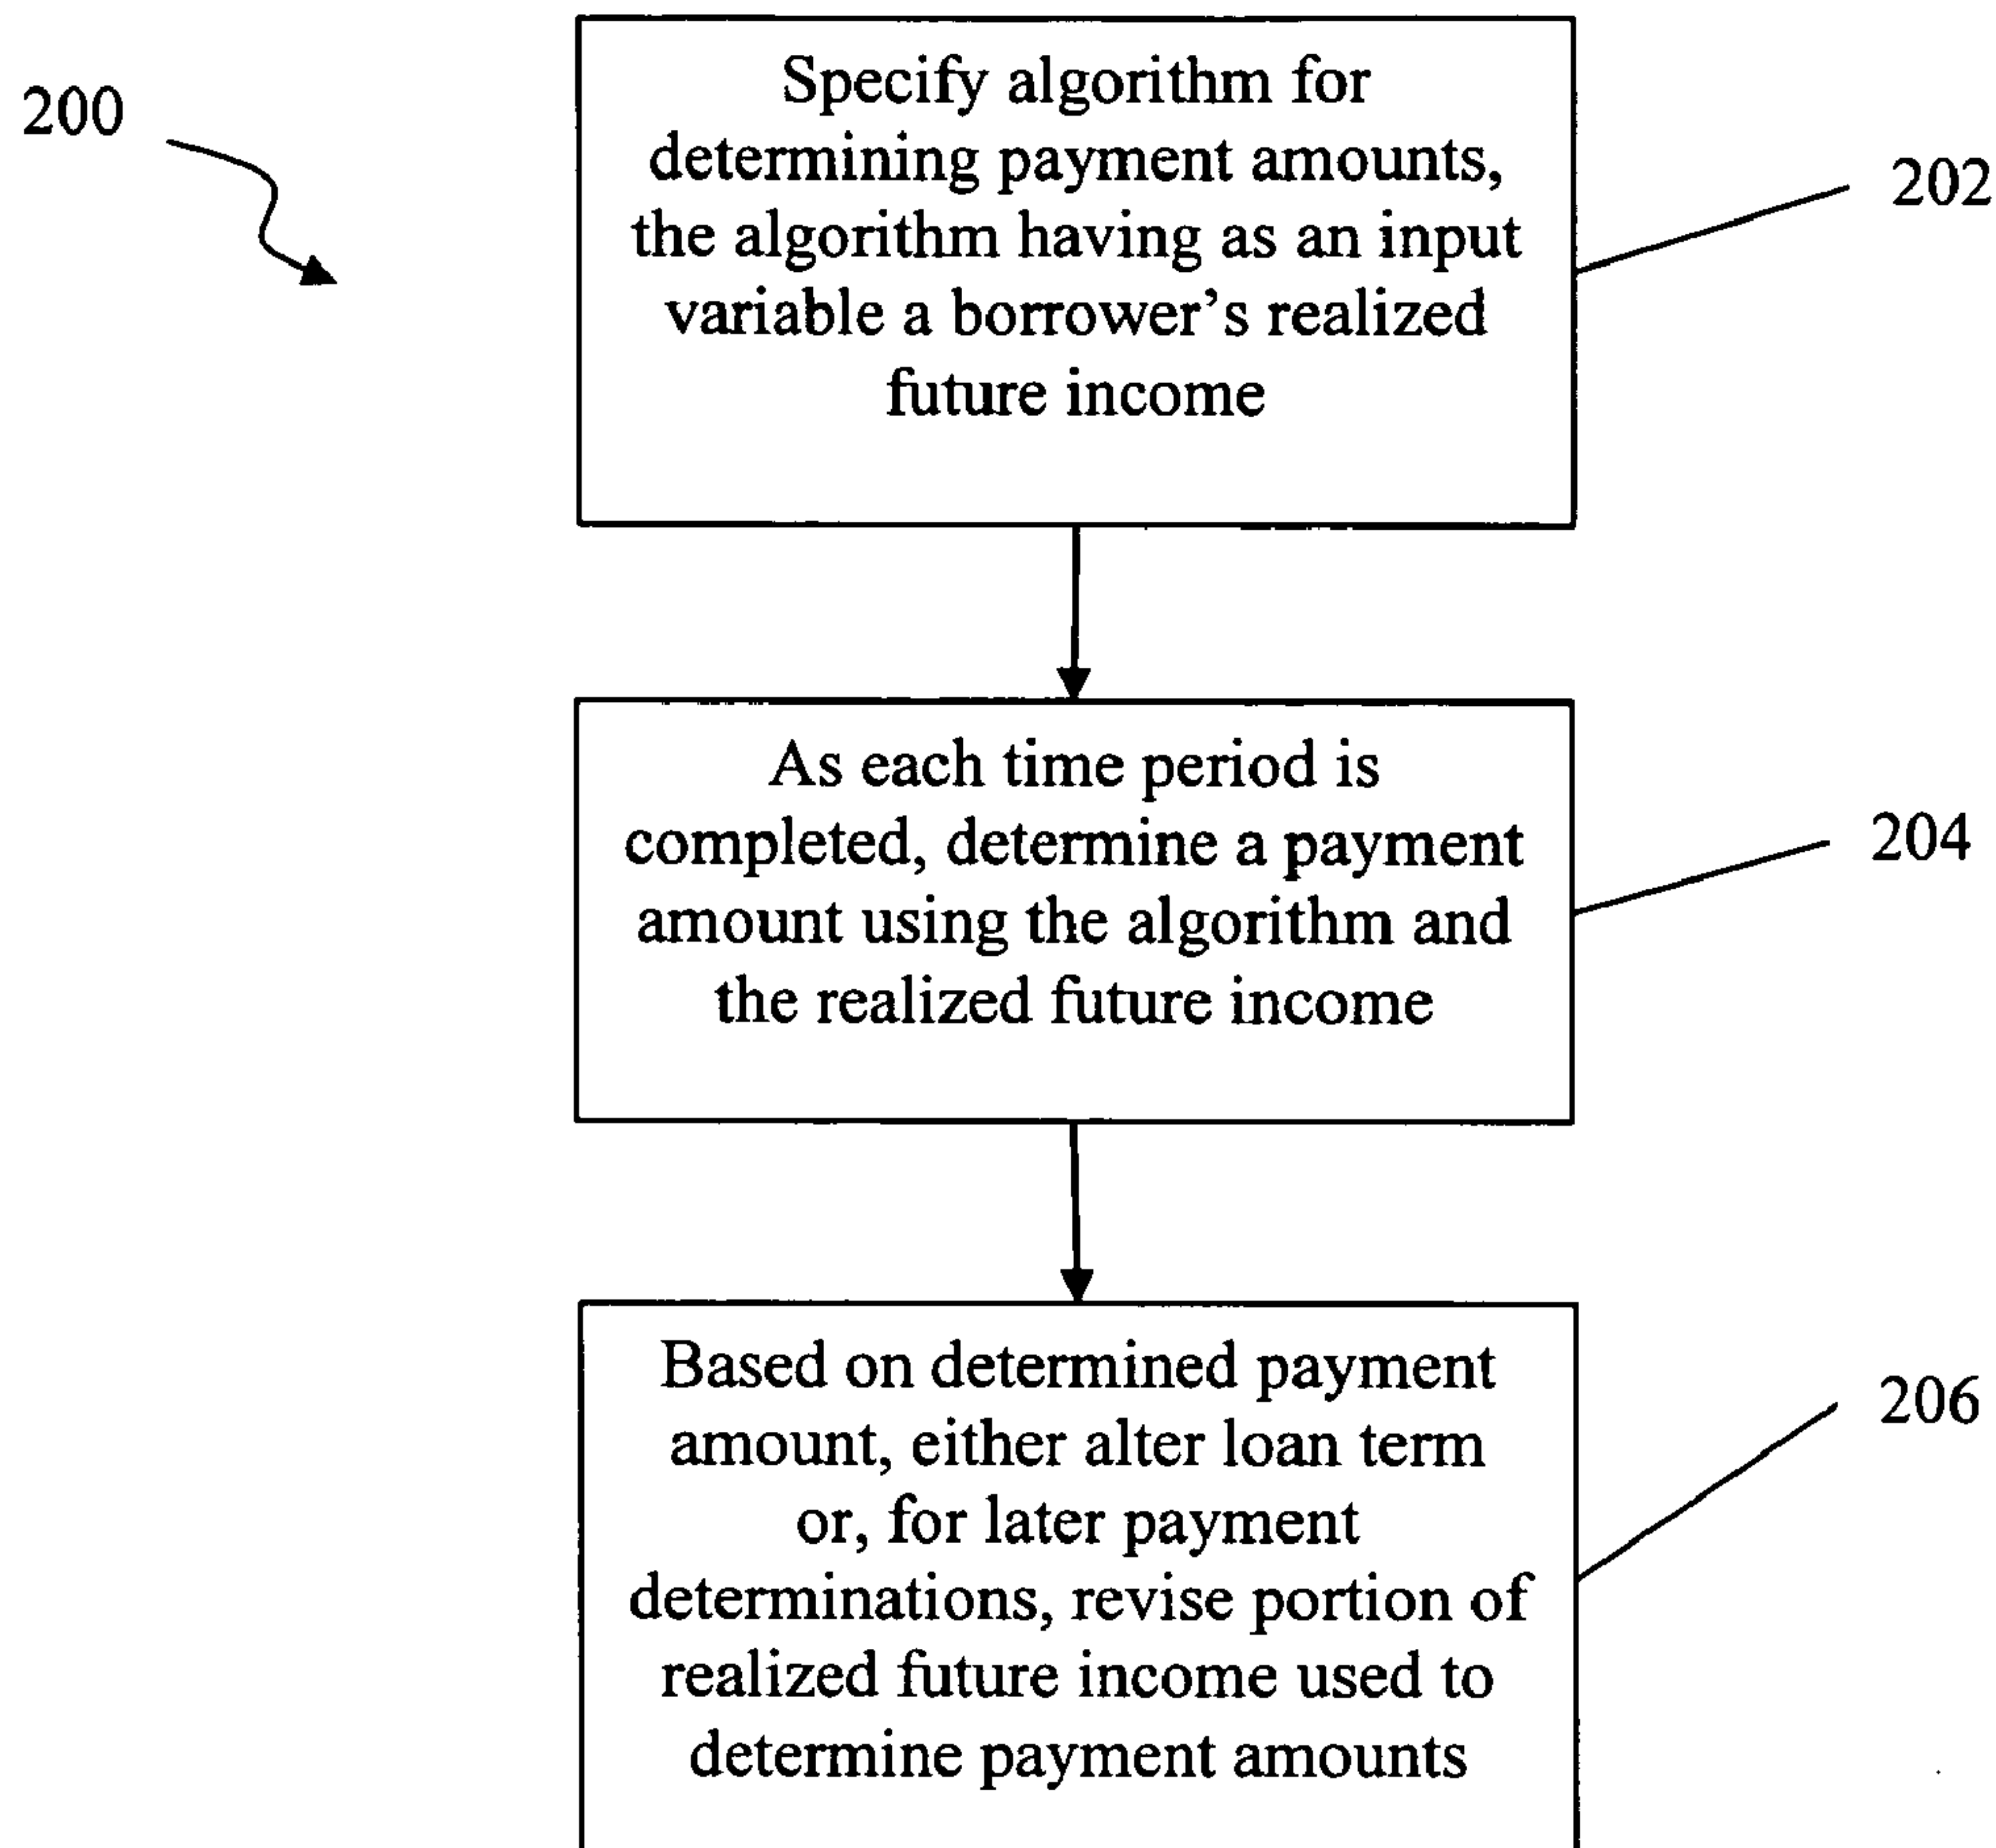 200
Specify algorithm for
determining payment amounts,
the algorithm having as an input
variable a borrower's realized
future income
202
As each time period is
completed, determine a payment
amount using the algorithm and
the realized future income
204
Based on determined payment
amount, either alter loan term
or, for later payment
determinations, revise portion of
realized future income used to
determine payment amounts
206